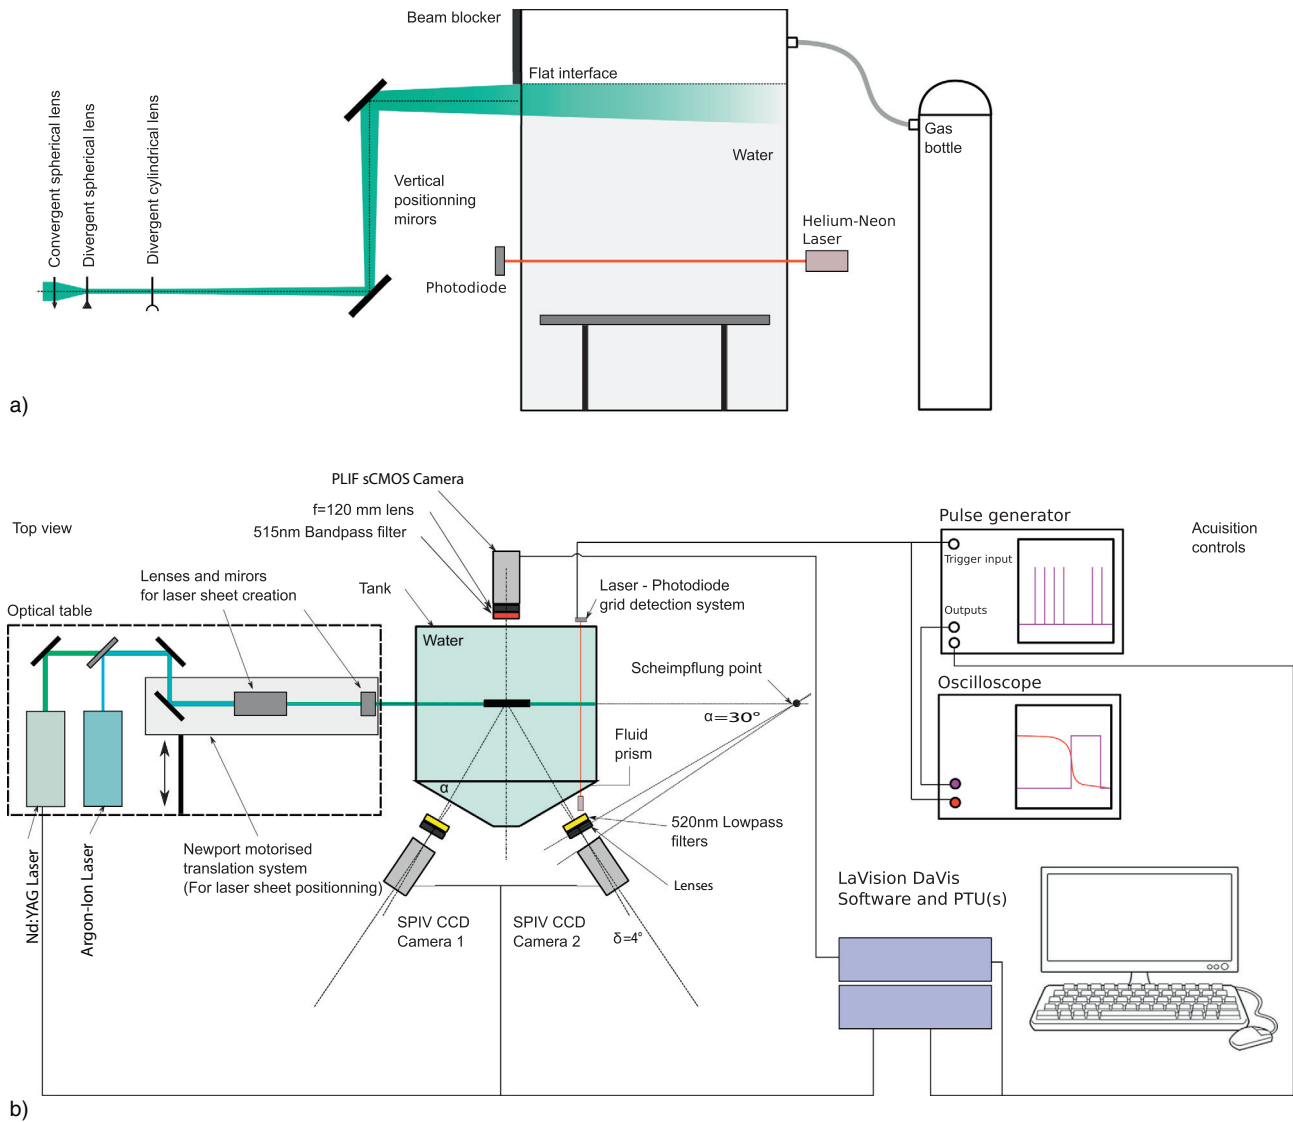 Beam blocker
Flat interface
Convergent spherical lens
Divergent spherical lens
Divergent cylindrical lens
Vertical
positionning
mirors
Water
Gas
bottle
Helium-Neon
Laser
Photodiode
a)
PLIF sCMOS Camera
f=120 mm lens
515nm Bandpass filter
Top view
Pulse generator
Acuisition
controls
Trigger input
Outputs
Lenses and mirors
for laser sheet creation
Tank
Laser - Photodiode
grid detection system
Optical table
Water
Scheimpflung point
α=30°
Oscilloscope
Fluid
prism
α
520nm Lowpass
filters
Newport motorised
translation system
(For laser sheet positionning)
Lenses
Nd:YAG Laser
Argon-Ion Laser
SPIV CCD
Camera 1
SPIV CCD
Camera 2
δ=4°
LaVision DaVis
Software and PTU(s)
b)